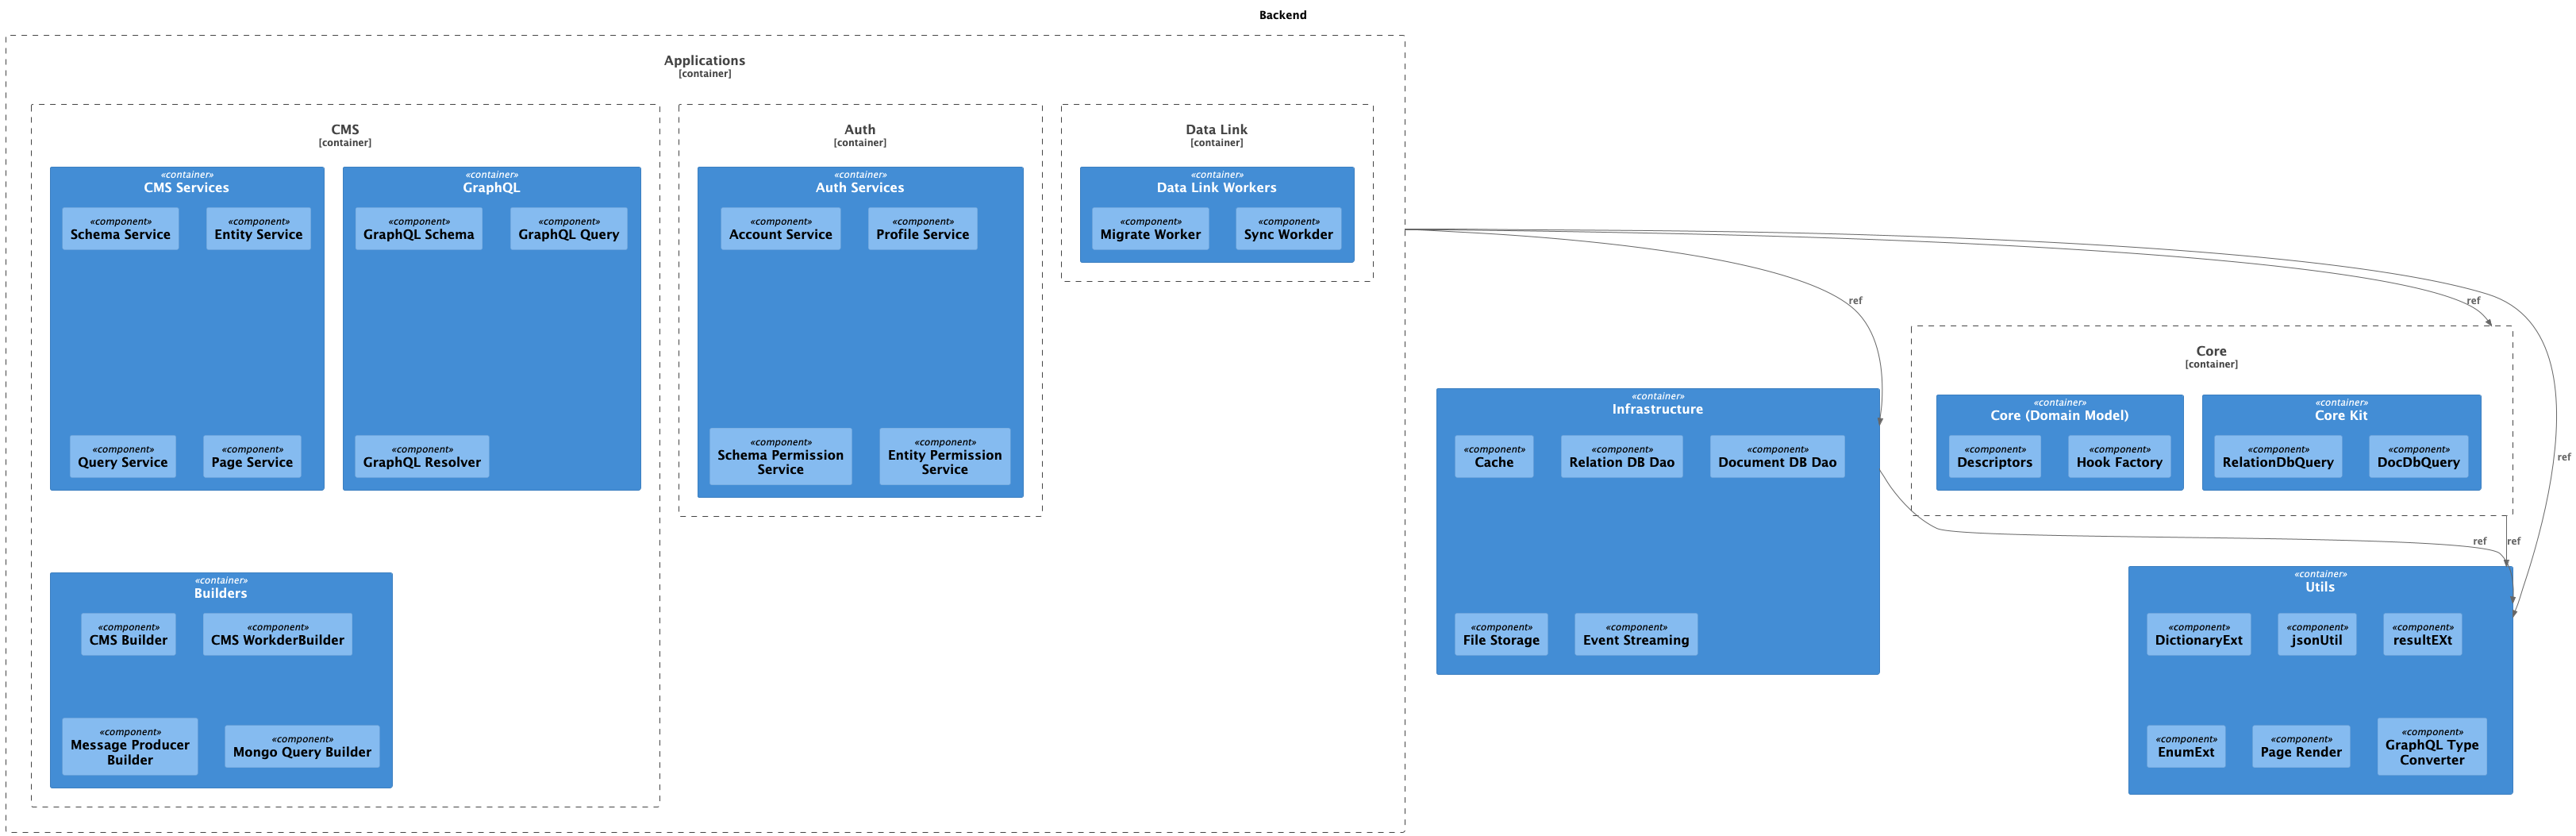 Backend
Applications
[container]
CMS
[container]
«container»
CMS Services
«component»
Schema Service
«component»
Entity Service
«component»
Query Service
«component»
Page Service
«container»
GraphQL
«component»
GraphQL Schema
«component»
GraphQL Query
«component»
GraphQL Resolver
«container»
Builders
«component»
CMS Builder
«component»
CMS WorkderBuilder
«component»
Message Producer
Builder
«component»
Mongo Query Builder
Auth
[container]
«container»
Auth Services
«component»
Account Service
«component»
Profile Service
«component»
Schema Permission
Service
«component»
Entity Permission
Service
Data Link
[container]
«container»
Data Link Workers
«component»
Migrate Worker
«component»
Sync Workder
ref
ref
ref
«container»
Infrastructure
«component»
Cache
«component»
Relation DB Dao
«component»
Document DB Dao
«component»
File Storage
«component»
Event Streaming
Core
[container]
«container»
Core (Domain Model)
«component»
Descriptors
«component»
Hook Factory
«container»
Core Kit
«component»
RelationDbQuery
«component»
DocDbQuery
ref
ref
«container»
Utils
«component»
DictionaryExt
«component»
jsonUtil
«component»
resultEXt
«component»
EnumExt
«component»
Page Render
«component»
GraphQL Type
Converter